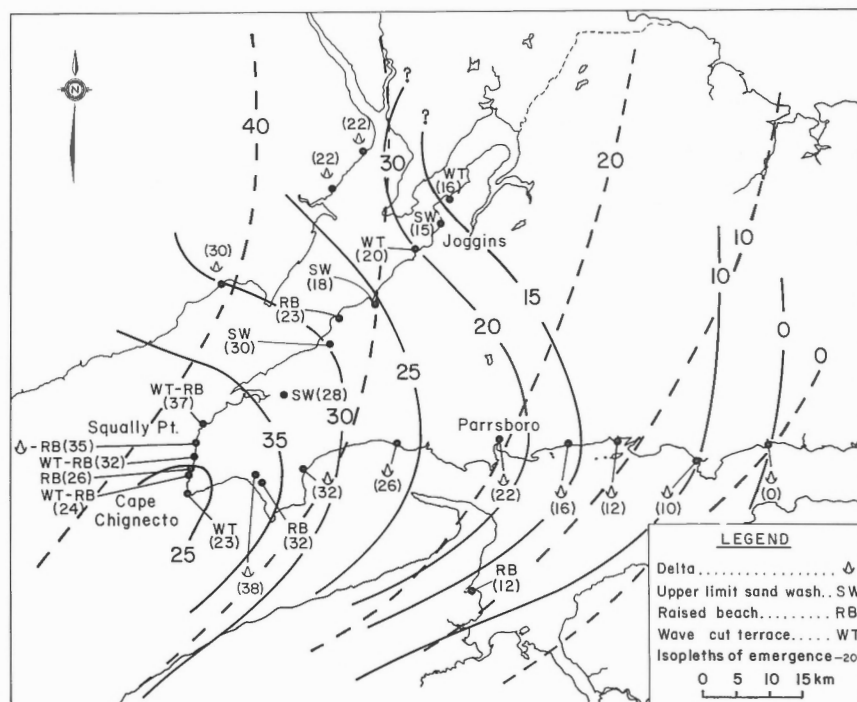 N
40
(22)
(22)
?
?
30
20
WT
(16)
SW
(15)
Joggins
WT
(20)
(30)
SW
(18)
RB
(23)
SW
(30)
15
10
10
0
0
20
25
WT-RB
(37)
SW(28)
30
Squally Pt.
35
Parrsboro
-RB(35)
WT-RB(32)
RB(26)
WT-RB
(24)
Cape
Chignecto
25
WT
(23)
(38)
RB
(32)
(32)
(26)
(22)
(16)
(12)
(10)
(0)
RB
(12)
LEGEND
Delta
Upper limit sand wash.. SW
Raised beach........ RB
Wave cut terrace..... WT
Isopleths of emergence -20
0 5 10 15 km